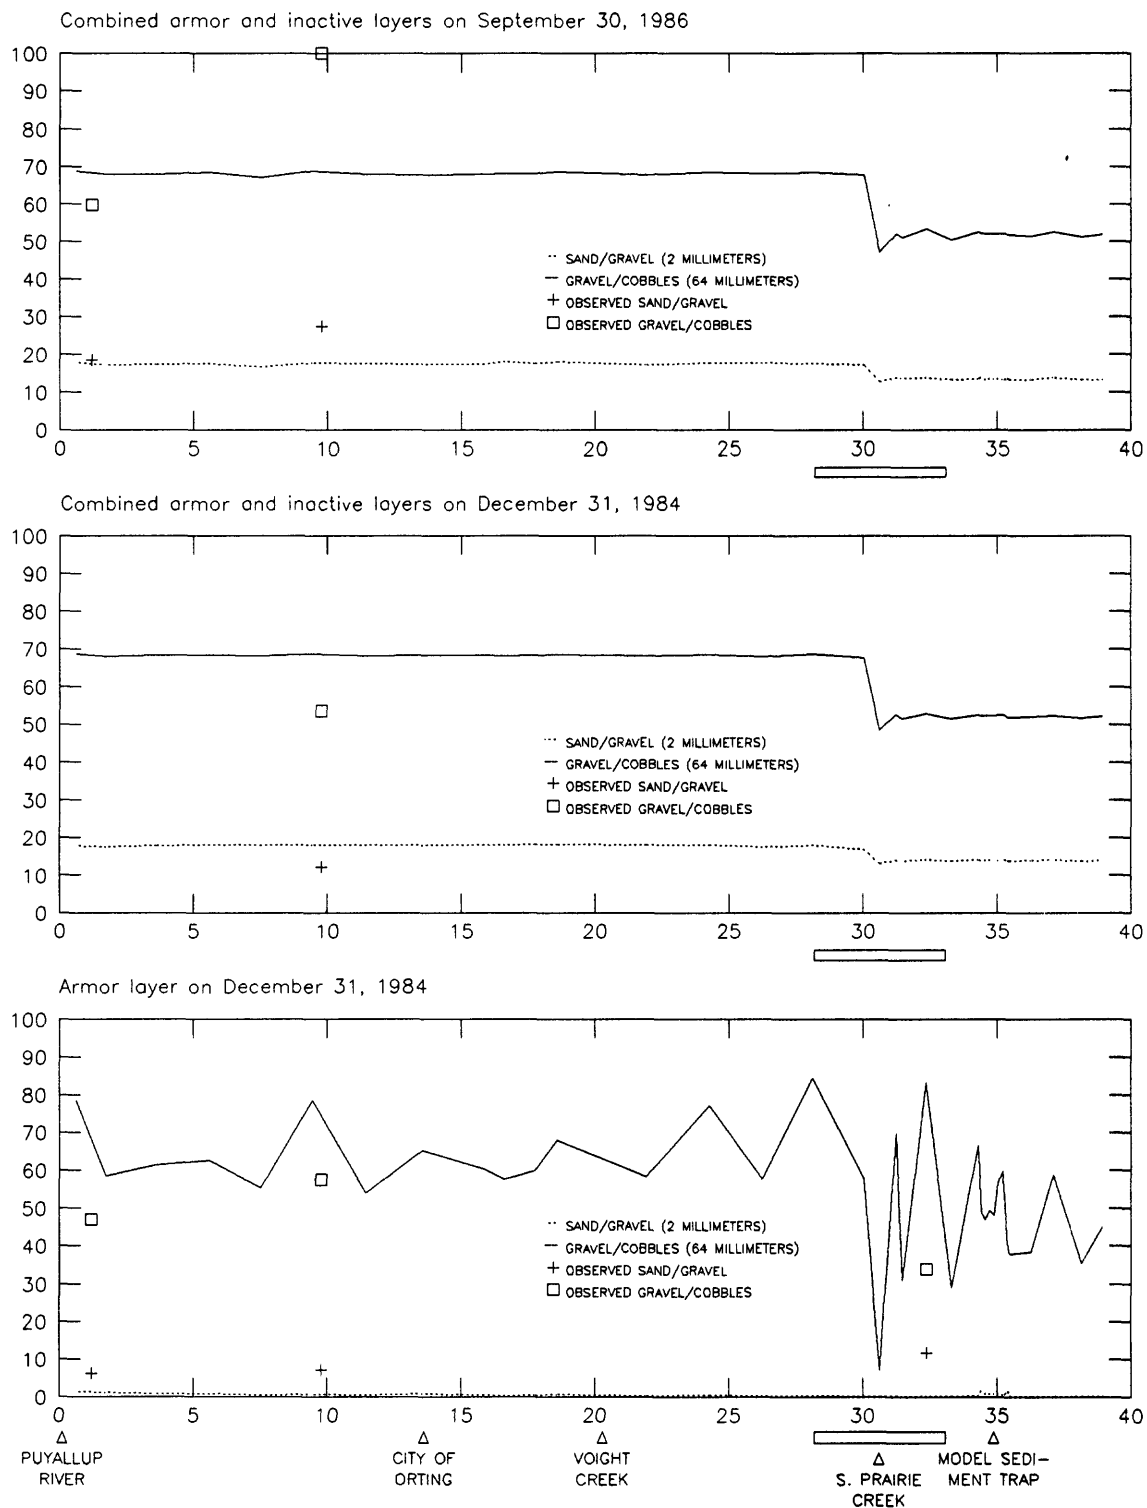 Combined armor and inactive layers on September 30, 1986
100
90
80
70
60
50
40
30
20
10
0
SAND/GRAVEL (2 MILLIMETERS)
GRAVEL/COBBLES (64 MILLIMETERS)
OBSERVED SAND/GRAVEL
OBSERVED GRAVEL/COBBLES
0 5 10 15 20 25 30 35 40
Combined armor and inactive layers on December 31, 1984
100
90
80
70
60
50
40
30
20
10
0
SAND/GRAVEL (2 MILLIMETERS)
GRAVEL/COBBLES (64 MILLIMETERS)
OBSERVED SAND/GRAVEL
OBSERVED GRAVEL/COBBLES
0 5 10 15 20 25 30 35 40
Armor layer on December 31, 1984
100
90
80
70
60
50
40
30
20
10
0
SAND/GRAVEL (2 MILLIMETERS)
GRAVEL/COBBLES (64 MILLIMETERS)
OBSERVED SAND/GRAVEL
OBSERVED GRAVEL/COBBLES
0 5 10 15 20 25 30 35 40
PUYALLUP
RIVER
CITY OF
ORTING
VOIGHT
CREEK
S. PRAIRIE
CREEK
MODEL SEDI-
MENT TRAP